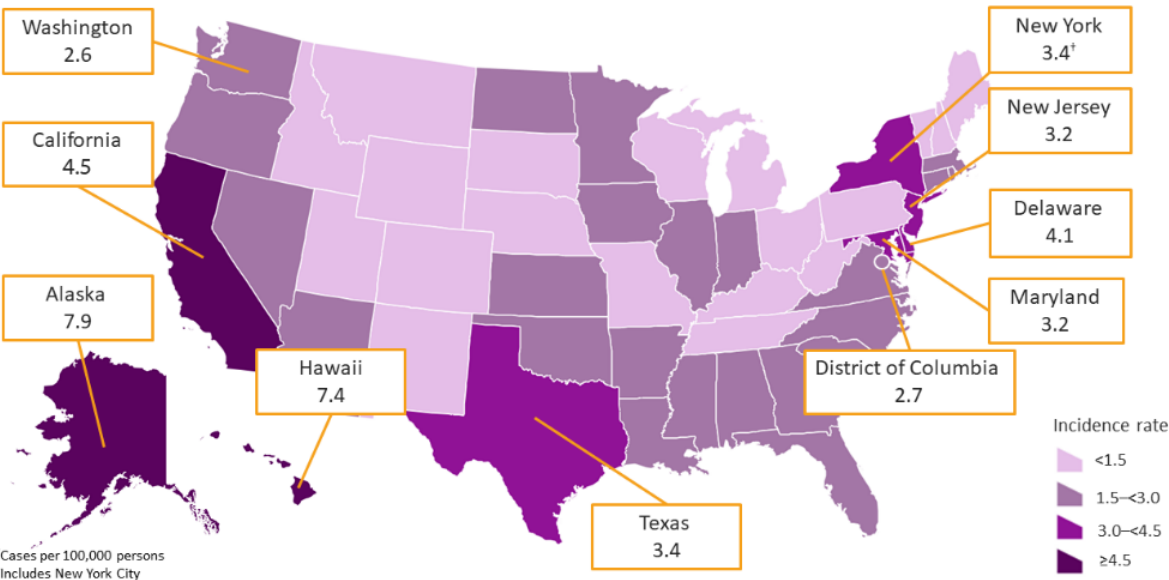 Washington
2.6
California
4.5
Alaska
7.9
Hawaii
7.4
Texas
3.4
New York
3.4†
New Jersey
3.2
Delaware
4.1
Maryland
3.2
District of Columbia
2.7
Incidence rate
<1.5
1.5–<3.0
3.0–<4.5
≥4.5
Cases per 100,000 persons
Includes New York City